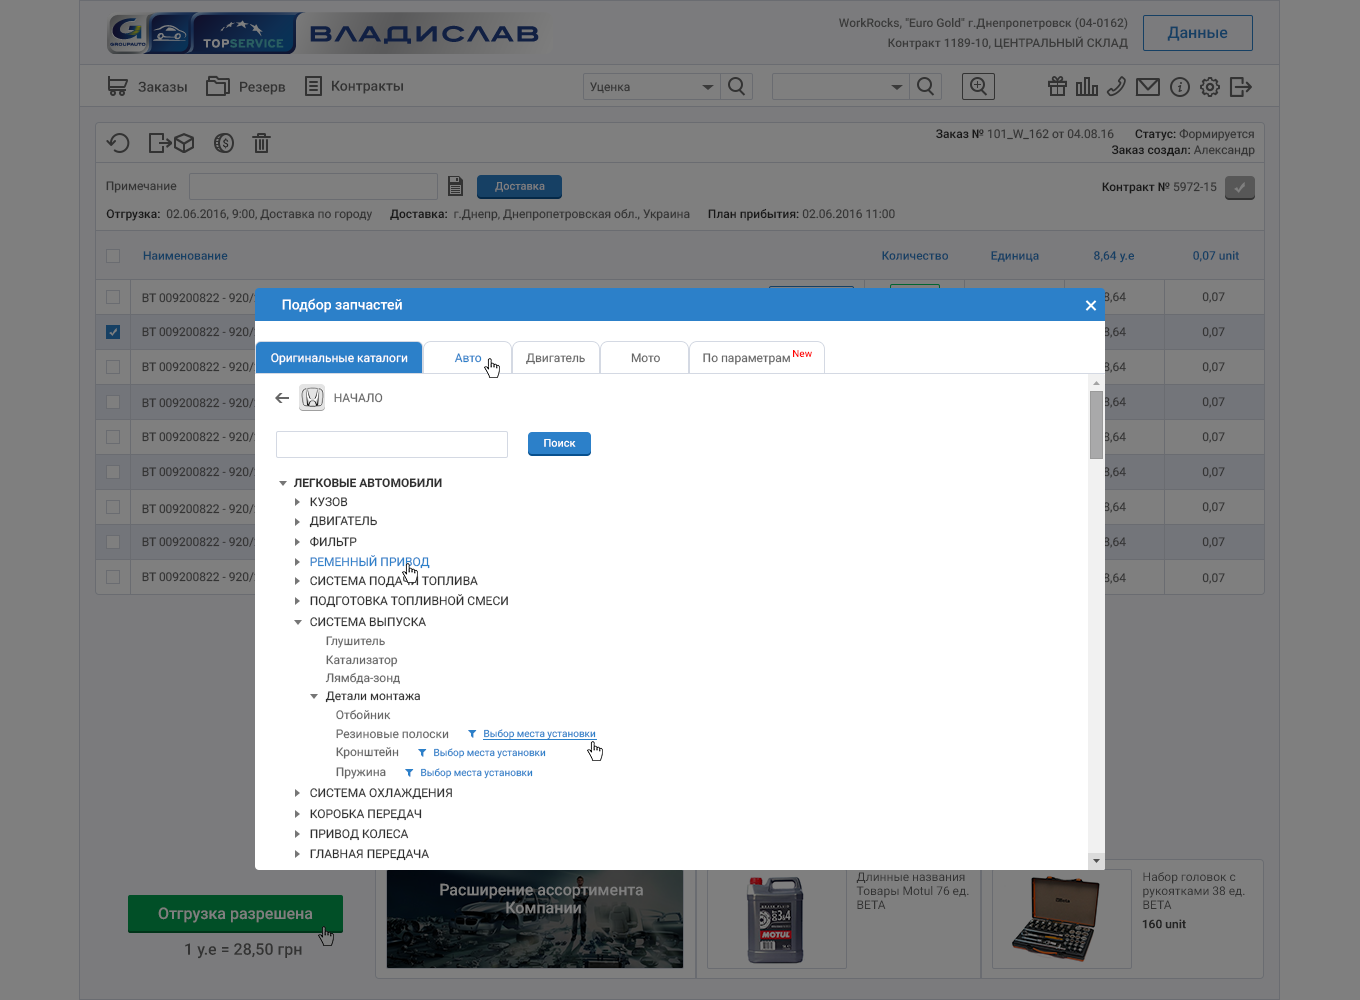 GROUPAUTO
TOPSERVICE
ВЛАДИСЛАВ
WorkRocks, "Euro Gold" г.Днепропетровск (04-0162)
Контракт 1189-10, ЦЕНТРАЛЬНЫЙ СКЛАД
Данные
Заказы
Резерв
Контракты
Уценка
Заказ № 101_W_162 от 04.08.16 Статус: Формируется
Заказ создал: Александр
Примечание
Доставка
Контракт № 5972-15
Отгрузка: 02.06.2016, 9:00, Доставка по городу Доставка: г.Днепр, Днепропетровская обл., Украина План прибытия: 02.06.2016 11:00
Наименование Количество Единица 8,64 у.е 0,07 unit
BT 009200822 - 920/ 8,64 0,07
BT 009200822 - 920/ 8,64 0,07
BT 009200822 - 920/ 8,64 0,07
BT 009200822 - 920/ 8,64 0,07
BT 009200822 - 920/ 8,64 0,07
BT 009200822 - 920/ 8,64 0,07
BT 009200822 - 920/ 8,64 0,07
BT 009200822 - 920/ 8,64 0,07
BT 009200822 - 920/ 8,64 0,07
Подбор запчастей
Оригинальные каталоги
Авто
Двигатель
Мото
По параметрам New
НАЧАЛО
Поиск
ЛЕГКОВЫЕ АВТОМОБИЛИ
КУЗОВ
ДВИГАТЕЛЬ
ФИЛЬТР
РЕМЕННЫЙ ПРИВОД
СИСТЕМА ПОДАЧИ ТОПЛИВА
ПОДГОТОВКА ТОПЛИВНОЙ СМЕСИ
СИСТЕМА ВЫПУСКА
Глушитель
Катализатор
Лямбда-зонд
Детали монтажа
Отбойник
Резиновые полоски Выбор места установки
Кронштейн Выбор места установки
Пружина Выбор места установки
СИСТЕМА ОХЛАЖДЕНИЯ
КОРОБКА ПЕРЕДАЧ
ПРИВОД КОЛЕСА
ГЛАВНАЯ ПЕРЕДАЧА
Отгрузка разрешена
1 у.е = 28,50 грн
Расширение ассортимента
Компании
MOTUL
Длинные названия
Товары Motul 76 ед.
BETA
Набор головок с
рукоятками 38 ед.
BETA
160 unit